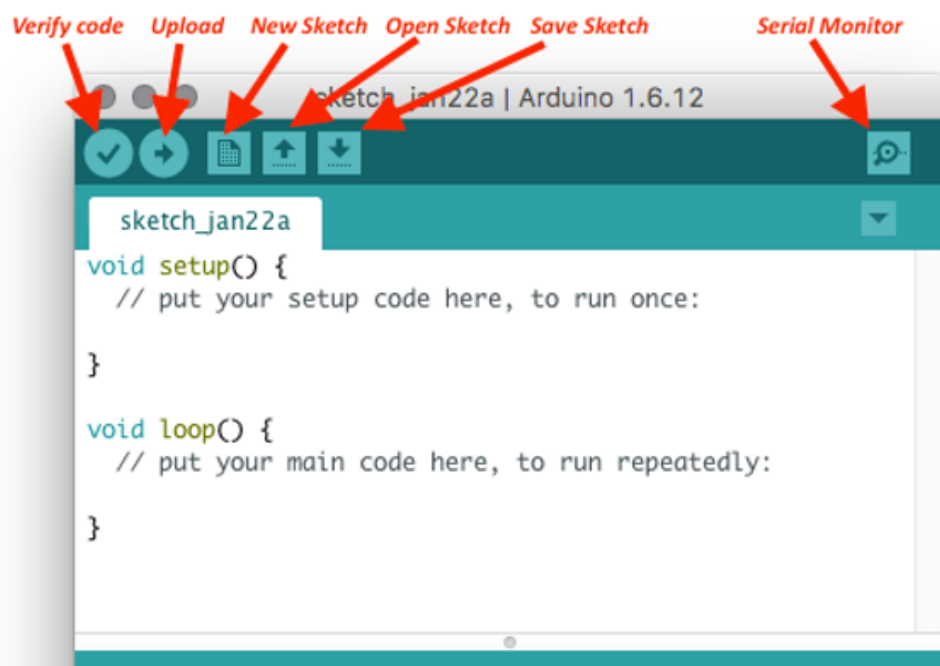 Verify code Upload New Sketch Open Sketch Save Sketch Serial Monitor
sketch_jan22a | Arduino 1.6.12
sketch_jan22a
void setup() {
  // put your setup code here, to run once:
}
void loop() {
  // put your main code here, to run repeatedly:
}